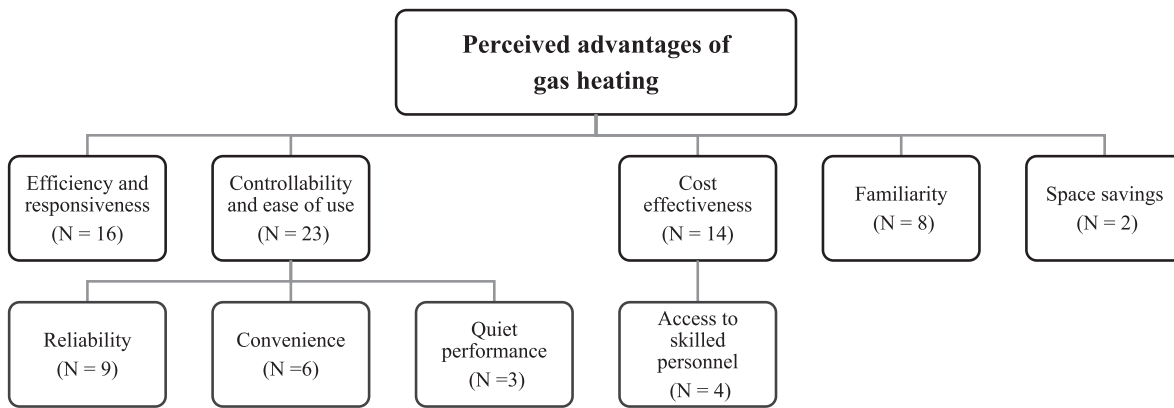 Perceived advantages of
gas heating
Efficiency and
responsiveness
(N = 16)
Controllability
and ease of use
(N = 23)
Cost
effectiveness
(N = 14)
Familiarity
(N = 8)
Space savings
(N = 2)
Reliability
(N = 9)
Convenience
(N =6)
Quiet
performance
(N =3)
Access to
skilled
personnel
(N = 4)